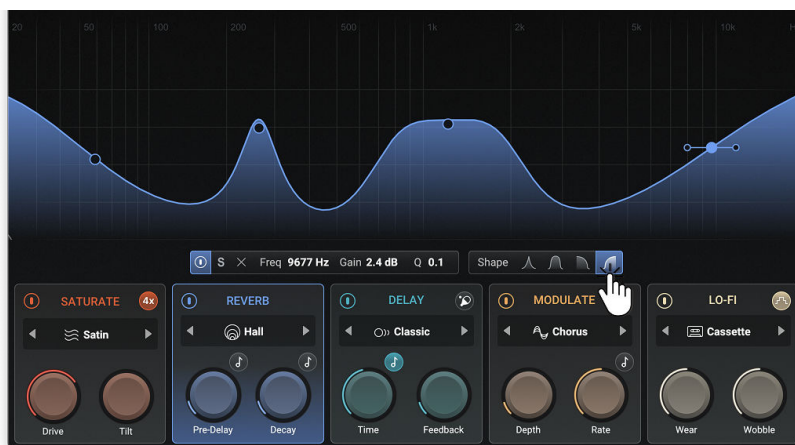 20 50 100 200 500 1k 2k 5k 10k
S Freq 9677 Hz Gain 2.4 dB Q 0.1 Shape
SATURATE 4x REVERB DELAY MODULATE LO-FI
Satin Hall Classic Chorus Cassette
Drive Tilt Pre-Delay Decay Time Feedback Depth Rate Wear Wobble